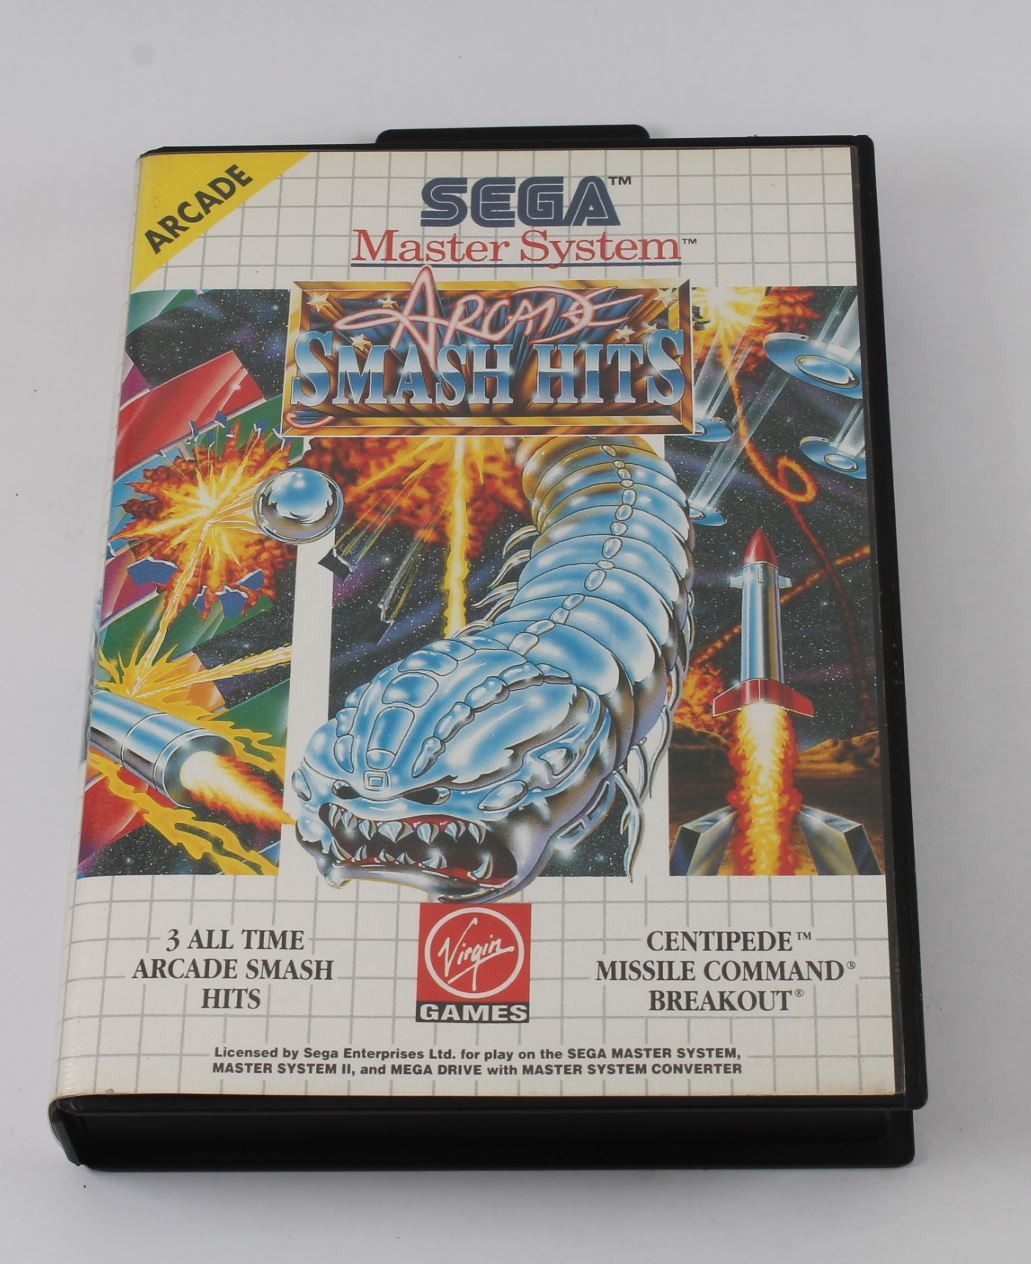 ARCADE
SEGA™
Master System™
ARCADE
SMASH HITS
3 ALL TIME
ARCADE SMASH
HITS
Virgin
GAMES
CENTIPEDE™
MISSILE COMMAND®
BREAKOUT®
Licensed by Sega Enterprises Ltd. for play on the SEGA MASTER SYSTEM,
MASTER SYSTEM II, and MEGA DRIVE with MASTER SYSTEM CONVERTER